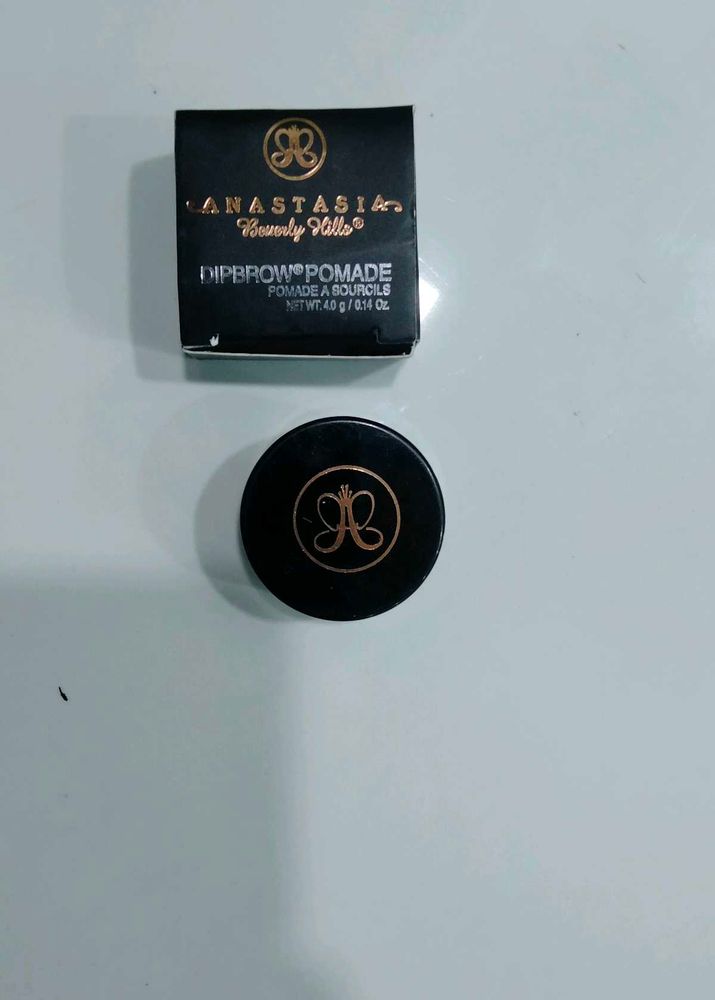 ANASTASIA
Beverly Hills®
DIPBROW® POMADE
POMADE A SOURCILS
NET WT. 4.0 g / 0.14 Oz.